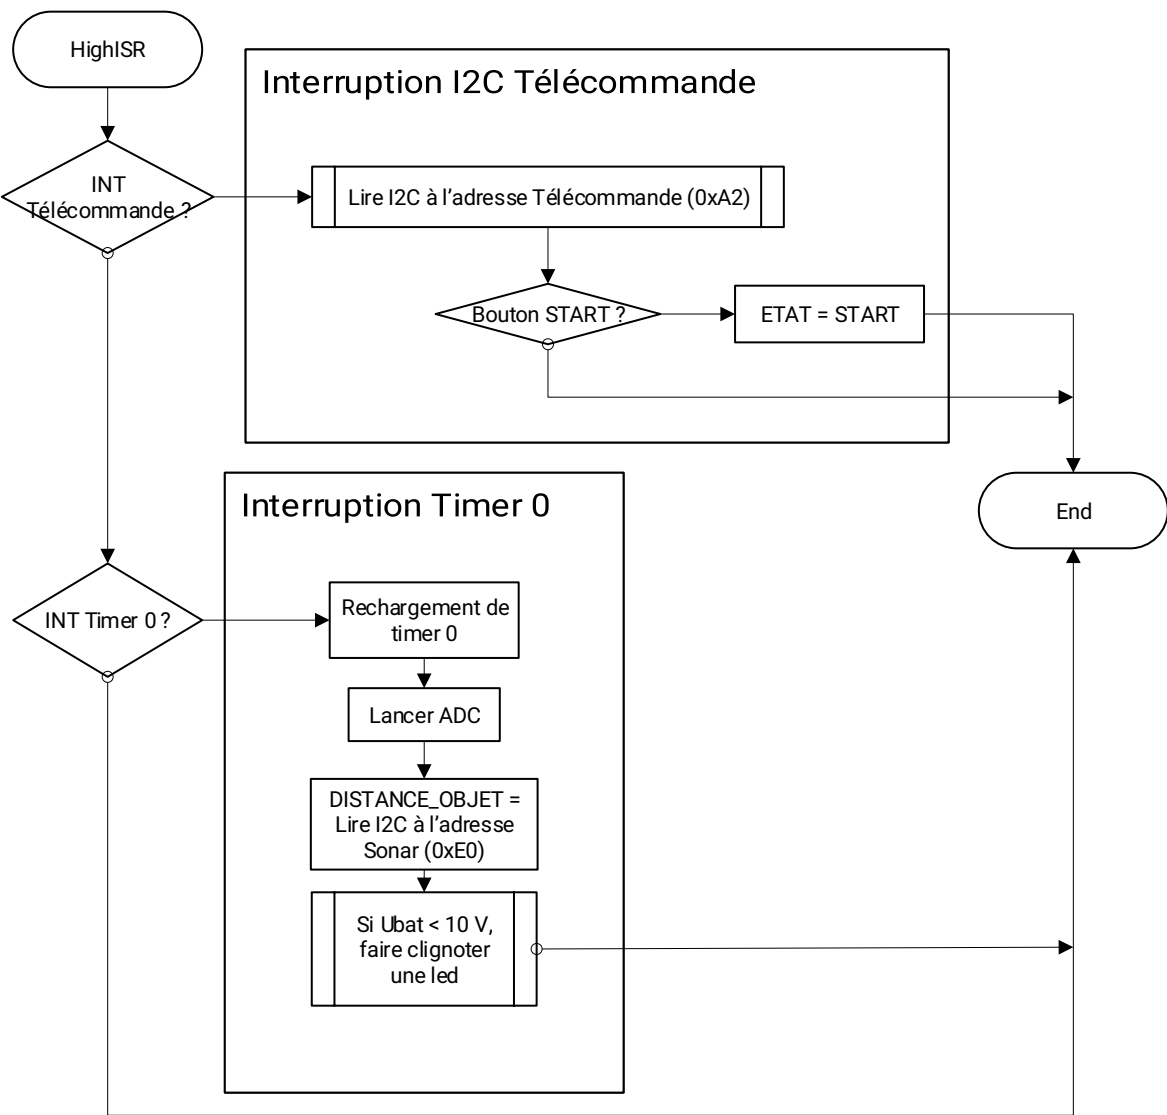 HighISR
Interruption I2C Télécommande
INT
Télécommande ?
Lire I2C à l’adresse Télécommande (0xA2)
Bouton START ?
ETAT = START
End
Interruption Timer 0
INT Timer 0 ?
Rechargement de
timer 0
Lancer ADC
DISTANCE_OBJET =
Lire I2C à l’adresse
Sonar (0xE0)
Si Ubat < 10 V,
faire clignoter
une led